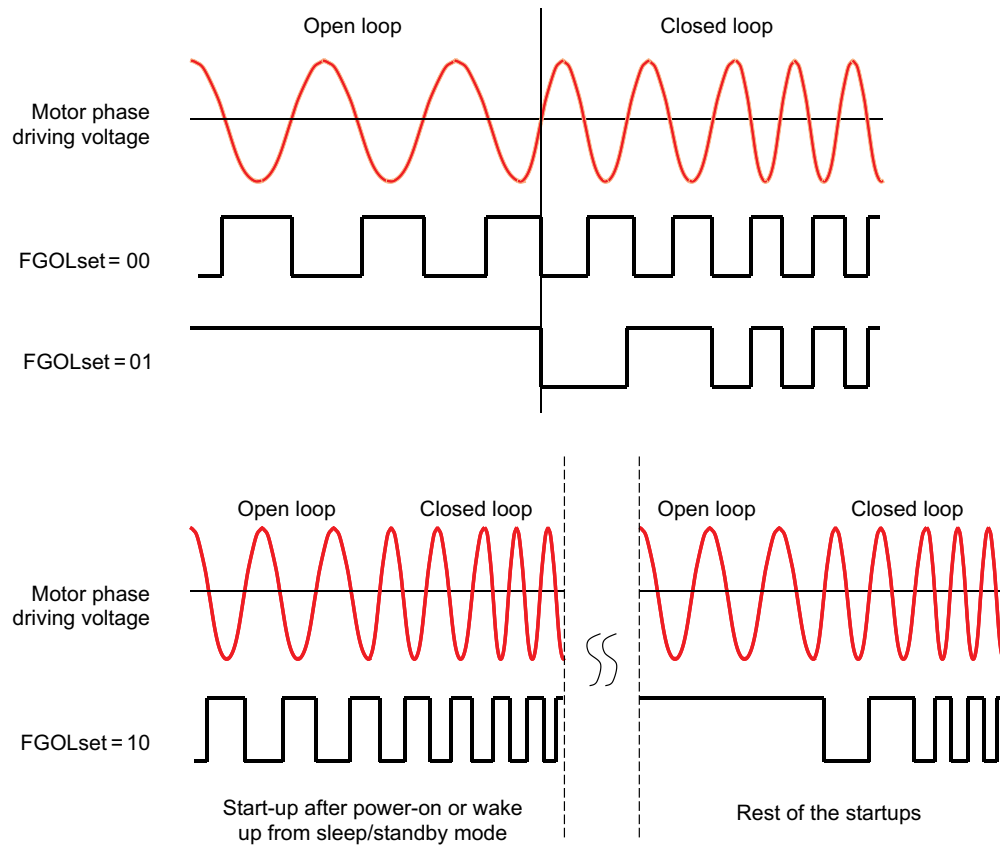 Open loop
Closed loop
Motor phase
driving voltage
FGOLset = 00
FGOLset = 01
Open loop
Closed loop
Open loop
Closed loop
Motor phase
driving voltage
FGOLset = 10
Start-up after power-on or wake
up from sleep/standby mode
Rest of the startups